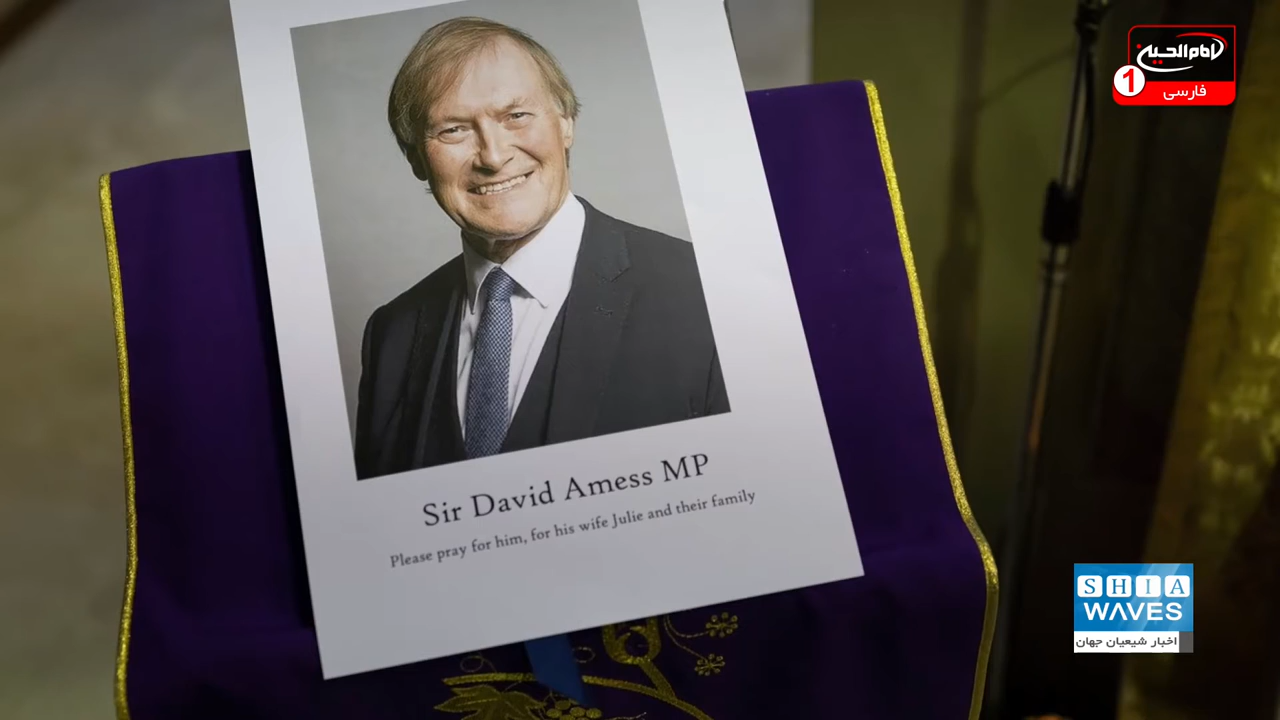 امام الحسین
1
فارسی
Sir David Amess MP
Please pray for him, for his wife Julie and their family
SHIA
WAVES
اخبار شیعیان جهان